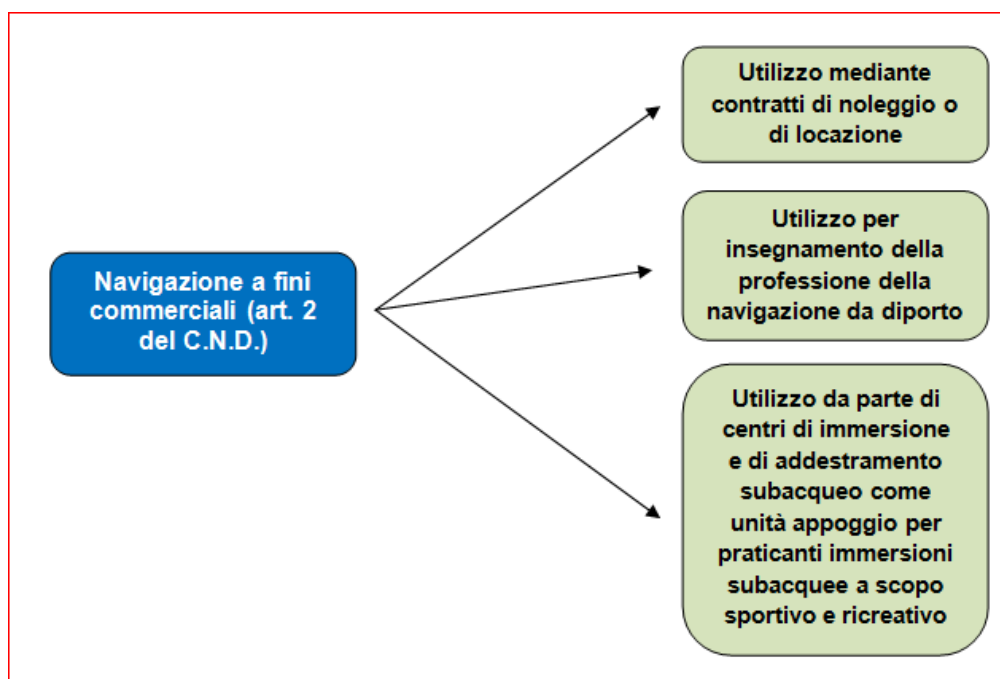 Navigazione a fini
commerciali (art. 2
del C.N.D.)
Utilizzo mediante
contratti di noleggio o
di locazione
Utilizzo per
insegnamento della
professione della
navigazione da diporto
Utilizzo da parte di
centri di immersione
e di addestramento
subacqueo come
unità appoggio per
praticanti immersioni
subacquee a scopo
sportivo e ricreativo